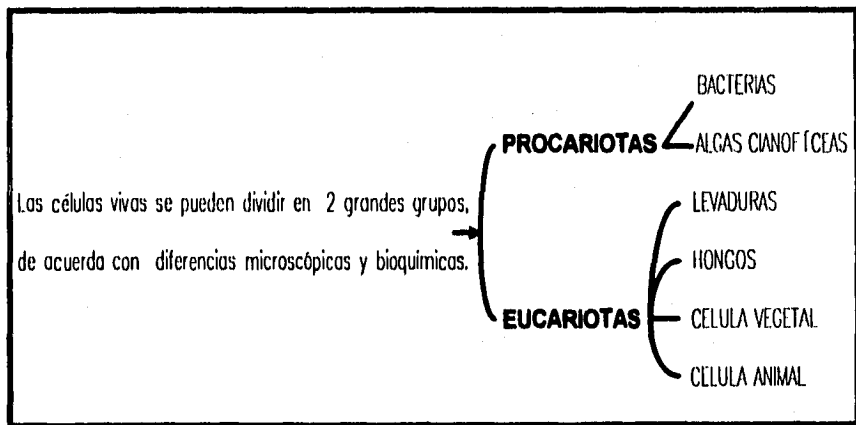 BACTERIAS
PROCARIOTAS
ALGAS CIANOFÍCEAS
Las células vivas se pueden dividir en 2 grandes grupos,
de acuerda con diferencias microscópicas y bioquímicas.
LEVADURAS
HONGOS
EUCARIOTAS
CELULA VEGETAL
CELULA ANIMAL